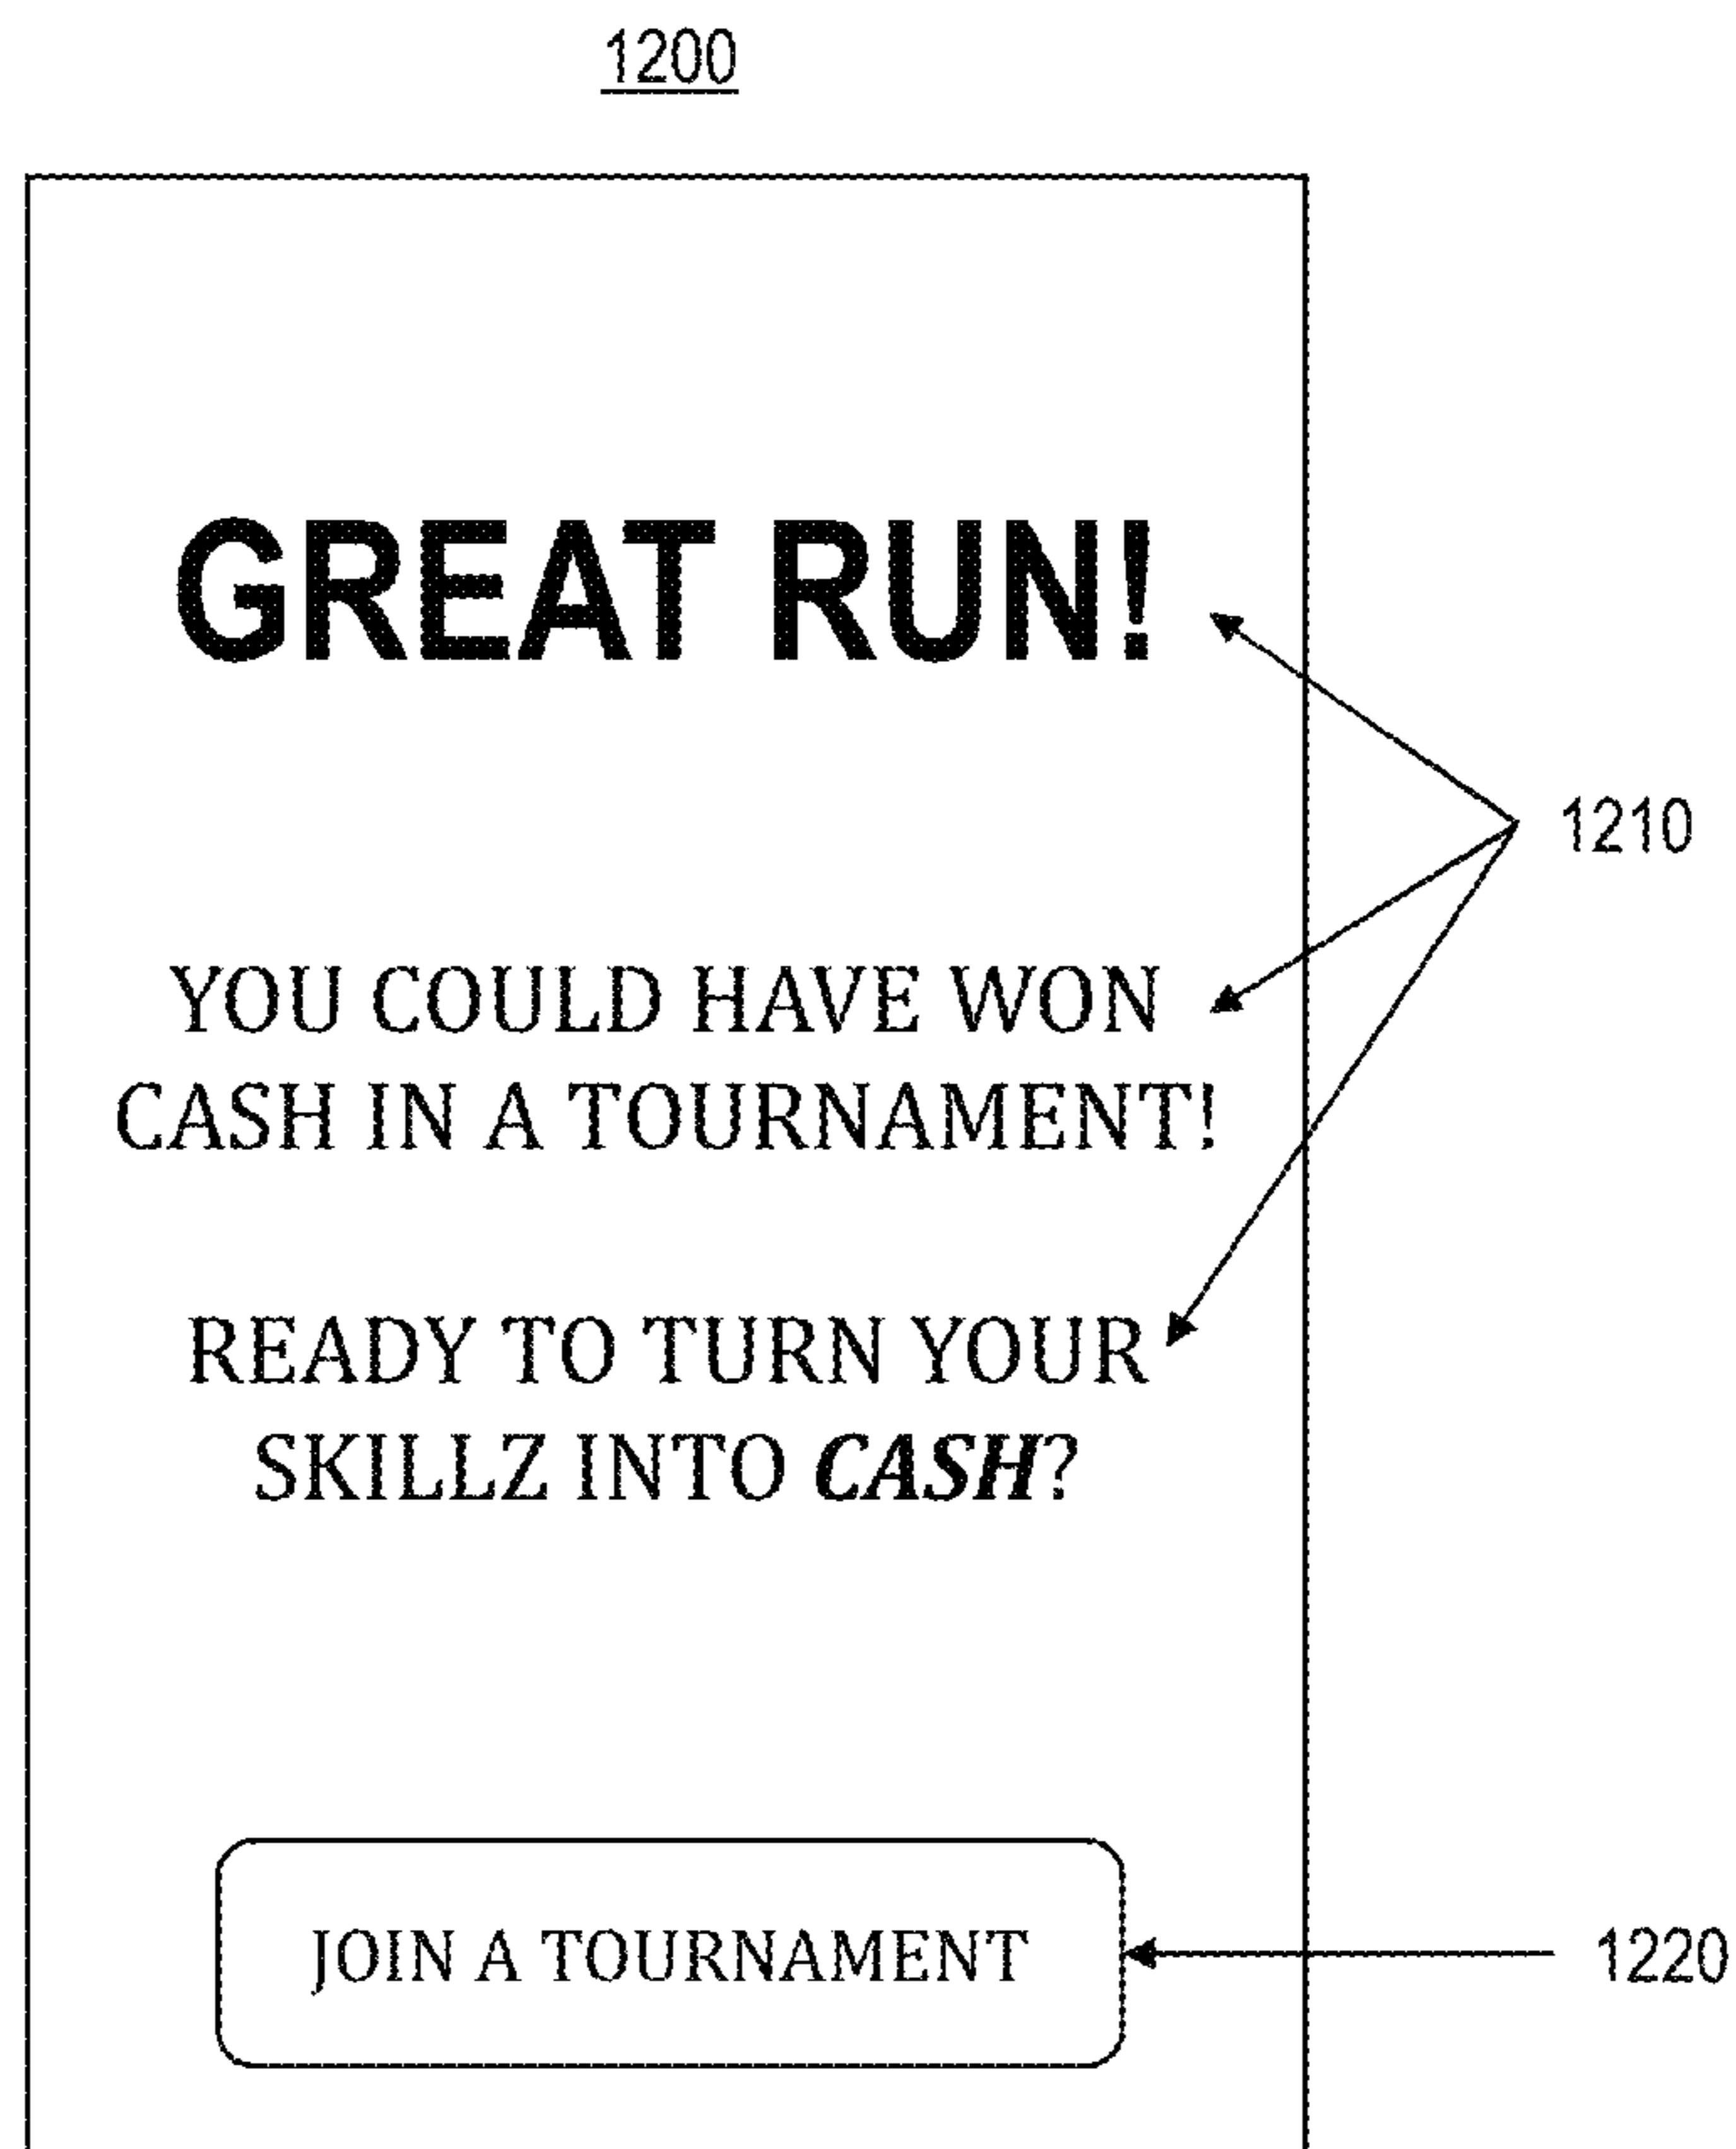 1200
GREAT RUN!
1210
YOU COULD HAVE WON
CASH IN A TOURNAMENT!
READY TO TURN YOUR
SKILLZ INTO CASH?
JOIN A TOURNAMENT
1220